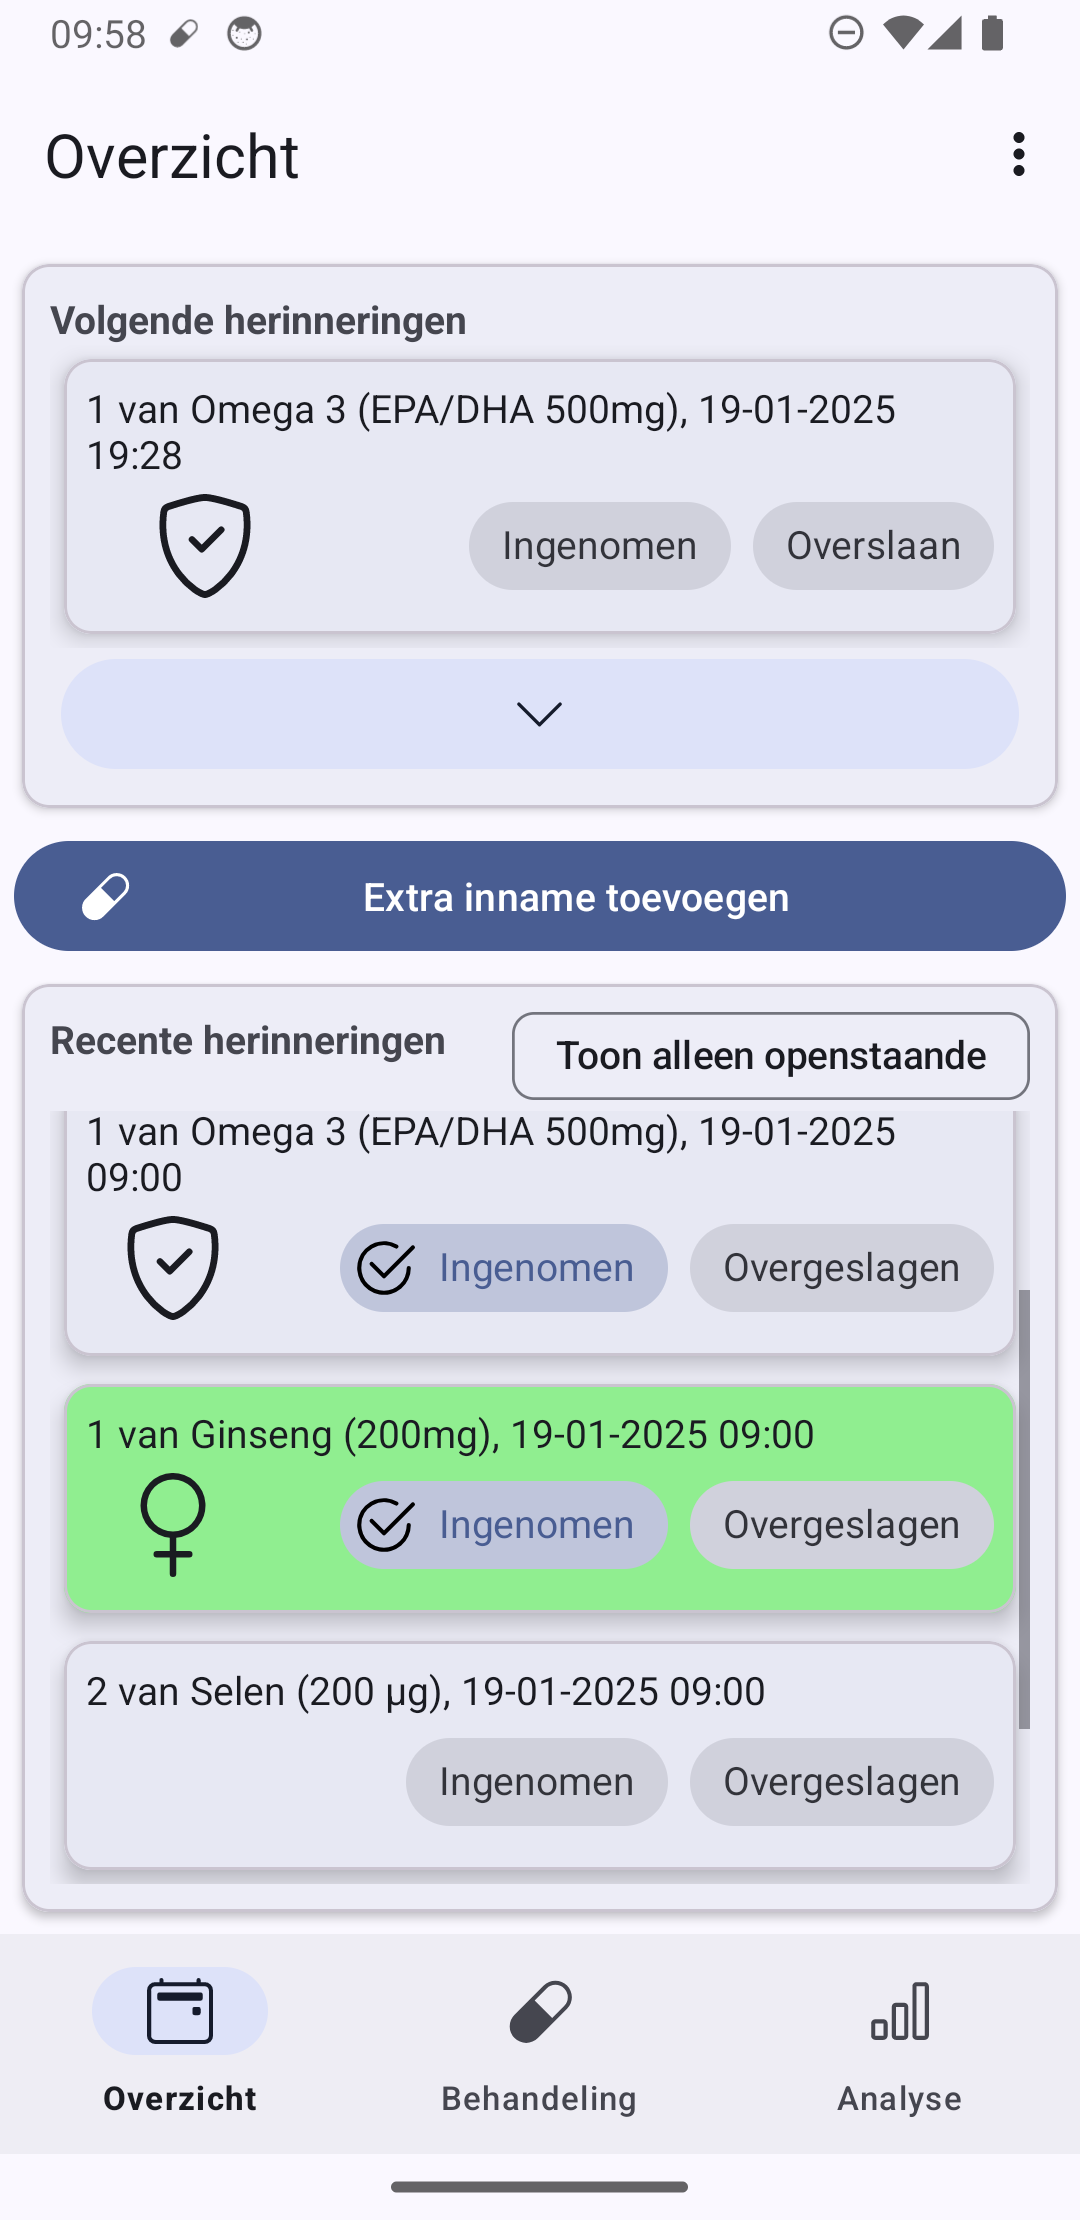 09:58
Overzicht
Volgende herinneringen
1 van Omega 3 (EPA/DHA 500mg), 19-01-2025
19:28
Ingenomen
Overslaan
Extra inname toevoegen
Recente herinneringen
Toon alleen openstaande
1 van Omega 3 (EPA/DHA 500mg), 19-01-2025
09:00
Ingenomen
Overgeslagen
1 van Ginseng (200mg), 19-01-2025 09:00
Ingenomen
Overgeslagen
2 van Selen (200 µg), 19-01-2025 09:00
Ingenomen
Overgeslagen
Overzicht
Behandeling
Analyse